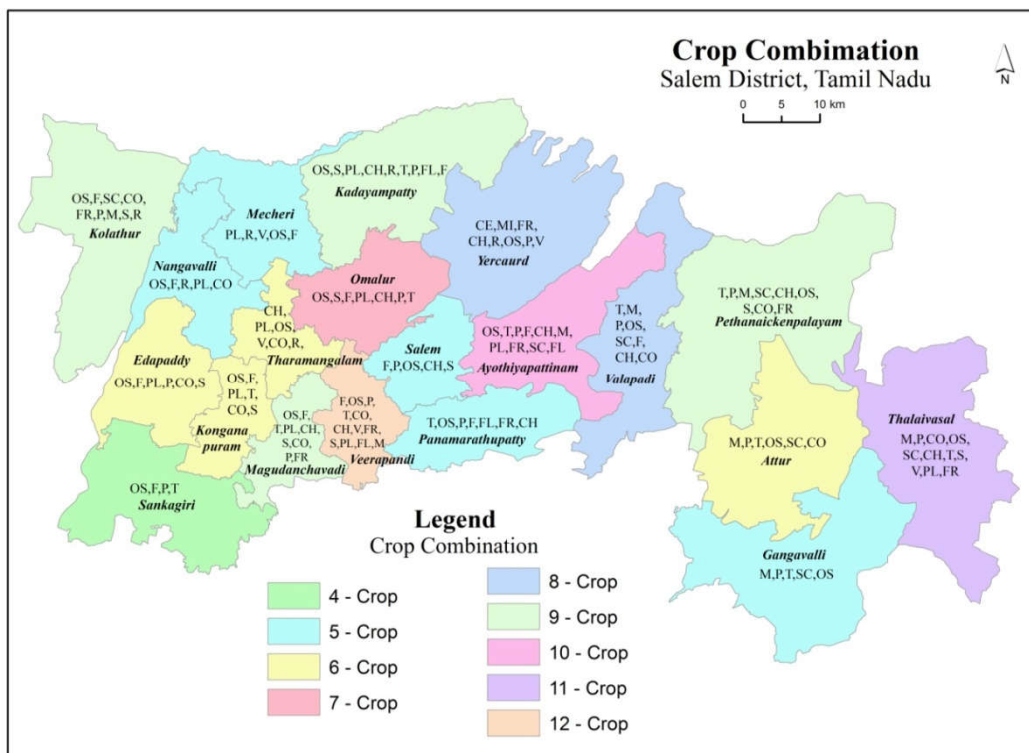 Crop Combimation
Salem District, Tamil Nadu
0 5 10 km
N
OS,S,PL,CH,R,T,P,FL,F
Kadayampatty
OS,F,SC,CO,
FR,P,M,S,R
Kolathur
Mecheri
PL,R,V,OS,F
CE,MI,FR,
CH,R,OS,P,V
Yercaurd
Nangavalli
OS,F,R,PL,CO
Omalur
OS,S,F,PL,CH,P,T
T,P,M,SC,CH,OS,
S,CO,FR
Pethanaickenpalayam
CH,
PL,OS,
V,CO,R,
Tharamangalam
T,M,
P,OS,
SC,F,
CH,CO
Valapadi
OS,T,P,F,CH,M,
PL,FR,SC,FL
Ayothiyapattinam
Salem
F,P,OS,CH,S
Edapaddy
OS,F,PL,P,CO,S
OS,F,
PL,T,
CO,S
Kongana
puram
OS,F,
T,PL,CH,
S,CO,
P,FR
Magudanchavadi
F,OS,P,
T,CO,
CH,V,FR,
S,PL,FL,M
Veerapandi
T,OS,P,F,FL,FR,CH
Panamarathupatty
Thalaivasal
M,P,CO,OS,
SC,CH,T,S,
V,PL,FR
M,P,T,OS,SC,CO
Attur
OS,F,P,T
Sankagiri
Gangavalli
M,P,T,SC,OS
Legend
Crop Combination
4 - Crop
5 - Crop
6 - Crop
7 - Crop
8 - Crop
9 - Crop
10 - Crop
11 - Crop
12 - Crop